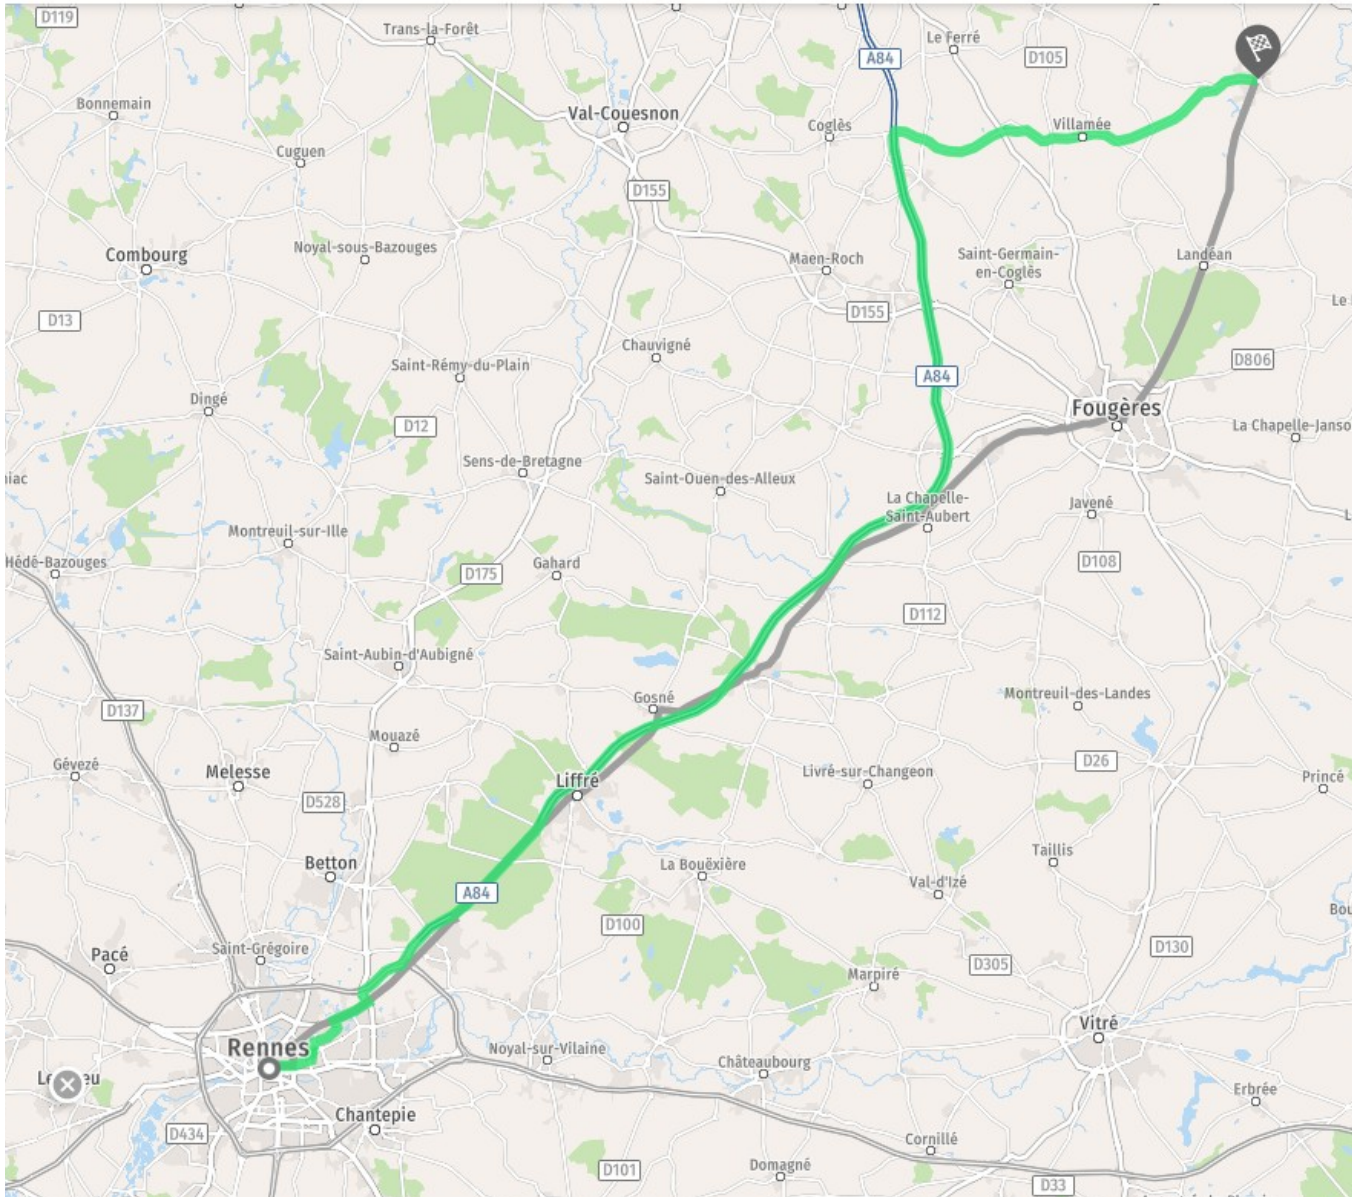 D119
Trans-la-Forêt
Le Ferré
D105
A84
Bonnemain
Val-Couesnon
Coglès
Villamée
Cuguen
D155
Noyal-sous-Bazouges
Combourg
Maen-Roch
Saint-Germain-
en-Coglès
Landéan
D13
D155
Le
Chauvigné
D806
Saint-Rémy-du-Plain
A84
Dingé
Fougères
D12
La Chapelle-Janso
Sens-de-Bretagne
Saint-Ouen-des-Alleux
niac
La Chapelle-
Saint-Aubert
Javené
L
Montreuil-sur-Ille
Hédé-Bazouges
Gahard
D175
D108
D112
Saint-Aubin-d'Aubigné
Gosné
Montreuil-des-Landes
D137
Mouazé
Gévezé
Melesse
Liffré
Livré-sur-Changeon
D26
Princé
D528
Betton
La Bouëxière
Taillis
A84
Val-d'Izé
Bou
D100
Saint-Grégoire
Pacé
D305
D130
Marpiré
Vitré
Rennes
Noyal-sur-Vilaine
Châteaubourg
Le eu
Erbrée
Chantepie
D434
Cornillé
D101
Domagné
D33